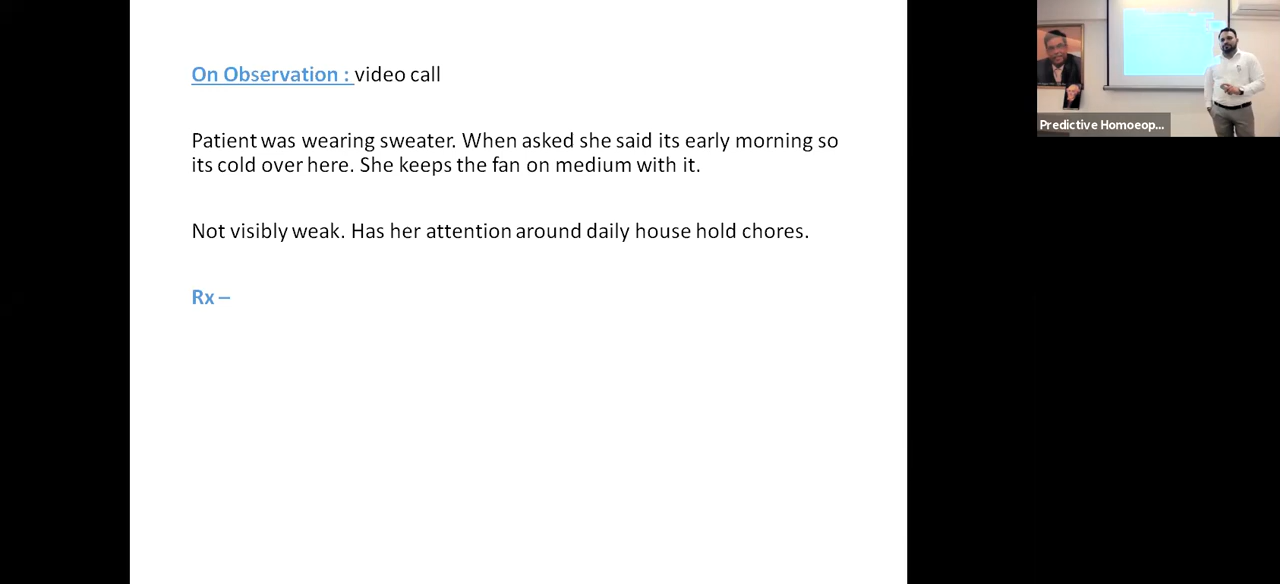 On Observation : video call
Patient was wearing sweater. When asked she said its early morning so
its cold over here. She keeps the fan on medium with it.
Not visibly weak. Has her attention around daily house hold chores.
Rx –
Predictive Homoeop...